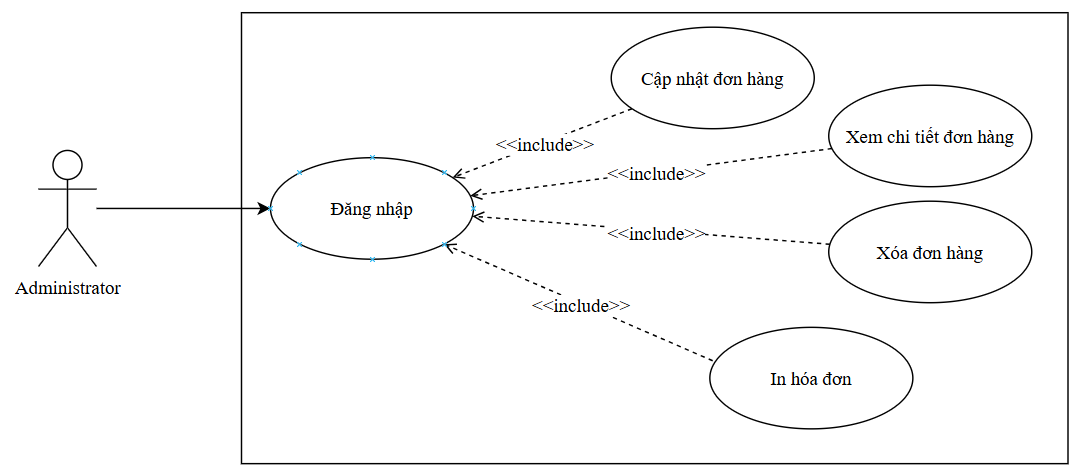 Cập nhật đơn hàng
Xem chi tiết đơn hàng
<<include>>
<<include>>
Đăng nhập
<<include>>
Xóa đơn hàng
Administrator
<<include>>
In hóa đơn